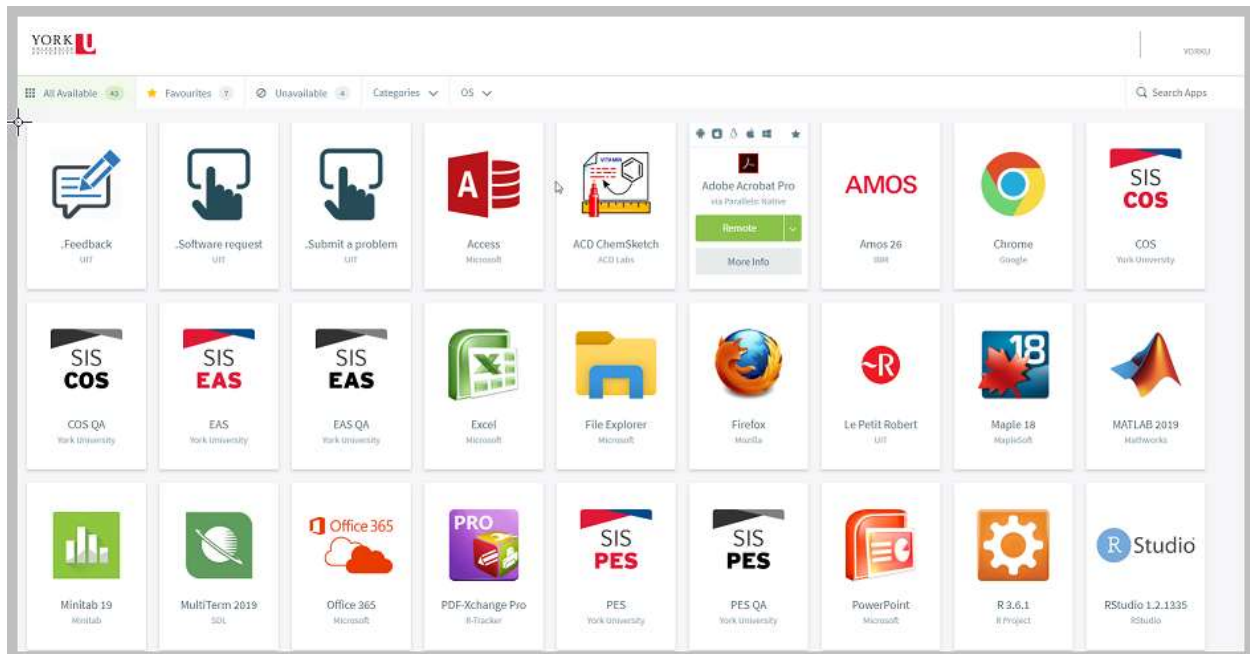 YORK U
YORKU
All Available 43
Favourites 7
Unavailable 4
Categories
OS
Search Apps
.Feedback
UIT
.Software request
UIT
.Submit a problem
UIT
A
Access
Microsoft
VITAMIN
ACD ChemSketch
ACD Labs
Adobe Acrobat Pro
via Parallels: Native
Remote
More Info
AMOS
Amos 26
IBM
Chrome
Google
SIS
COS
COS
York University
SIS
COS
COS QA
York University
SIS
EAS
EAS
York University
SIS
EAS
EAS QA
York University
X
Excel
Microsoft
File Explorer
Microsoft
Firefox
Mozilla
R
Le Petit Robert
UIT
18
Maple 18
MapleSoft
MATLAB 2019
Mathworks
Minitab 19
Minitab
MultiTerm 2019
SDL
Office 365
Office 365
Microsoft
PRO
PDF-Xchange Pro
R-Tracker
SIS
PES
PES
York University
SIS
PES
PES QA
York University
PowerPoint
Microsoft
R 3.6.1
R Project
R Studio
RStudio 1.2.1335
RStudio